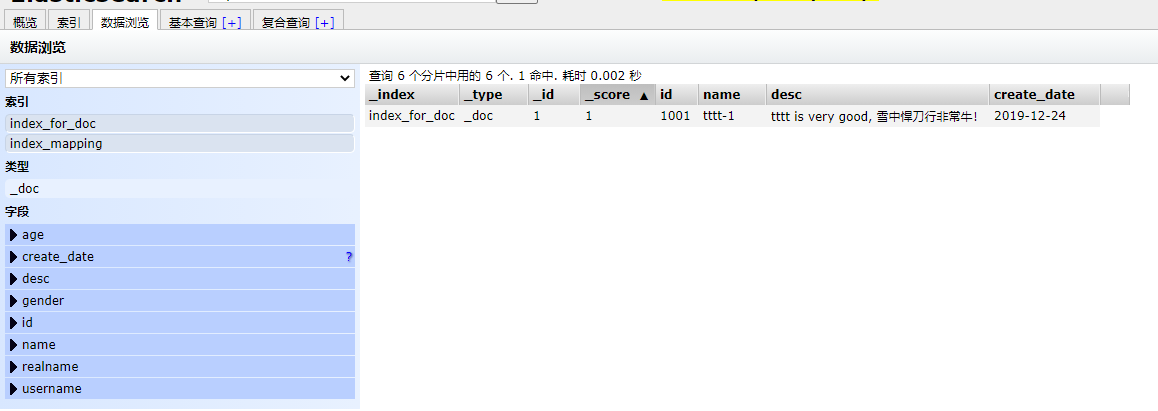 概览 索引 数据浏览 基本查询 [+] 复合查询 [+]
数据浏览
所有索引
索引
index_for_doc
index_mapping
类型
_doc
字段
age
create_date ?
desc
gender
id
name
realname
username
查询 6 个分片中用的 6 个. 1 命中. 耗时 0.002 秒
_index _type _id _score ▲ id name desc create_date
index_for_doc _doc 1 1 1001 tttt-1 tttt is very good, 雪中悍刀行非常牛! 2019-12-24